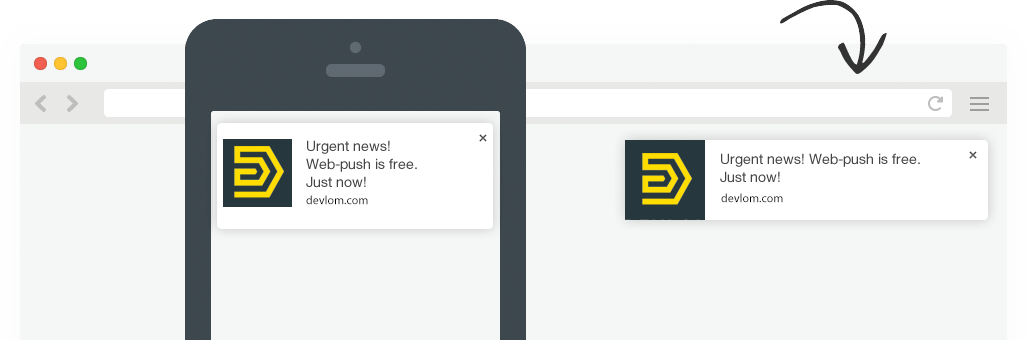 Urgent news!
Web-push is free.
Just now!
devlom.com
×
Urgent news! Web-push is free.
Just now!
devlom.com
×